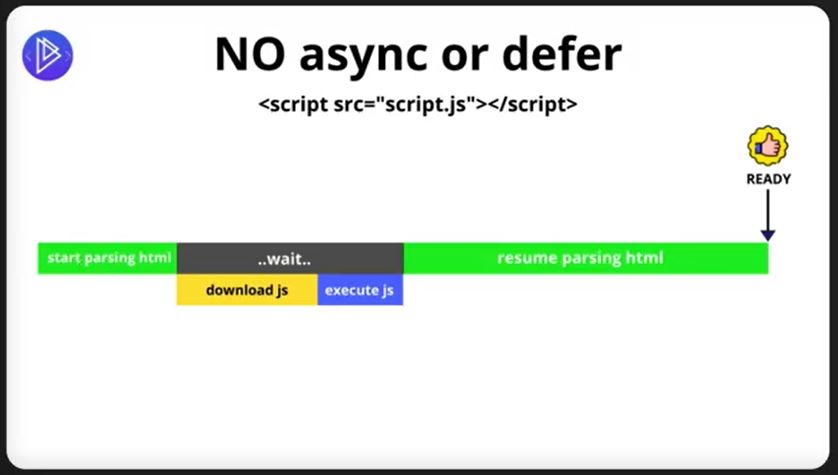 NO async or defer
<script src="script.js"></script>
READY
start parsing html
..wait..
resume parsing html
download js
execute js